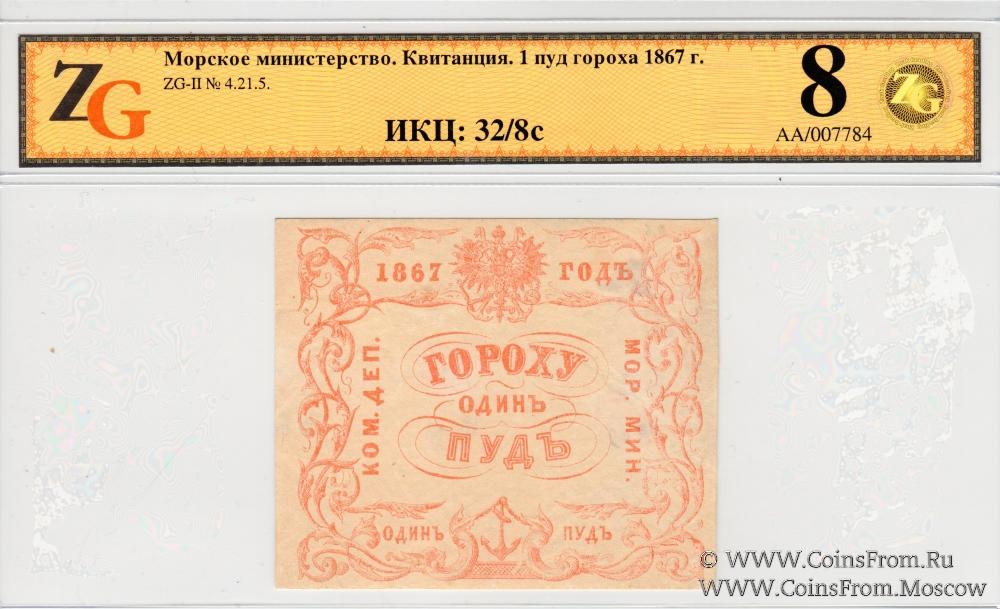 ZG
Морское министерство. Квитанция. 1 пуд гороха 1867 г.
ZG-II № 4.21.5.
ИКЦ: 32/8c
8
ZG
AA/007784
1867 ГОДЪ
КОМ. ДЕП.
ГОРОХУ
ОДИНЪ
ПУДЪ
МОР. МИН.
ОДИНЪ ПУДЪ
© WWW.CoinsFrom.Ru
WWW.CoinsFrom.Moscow